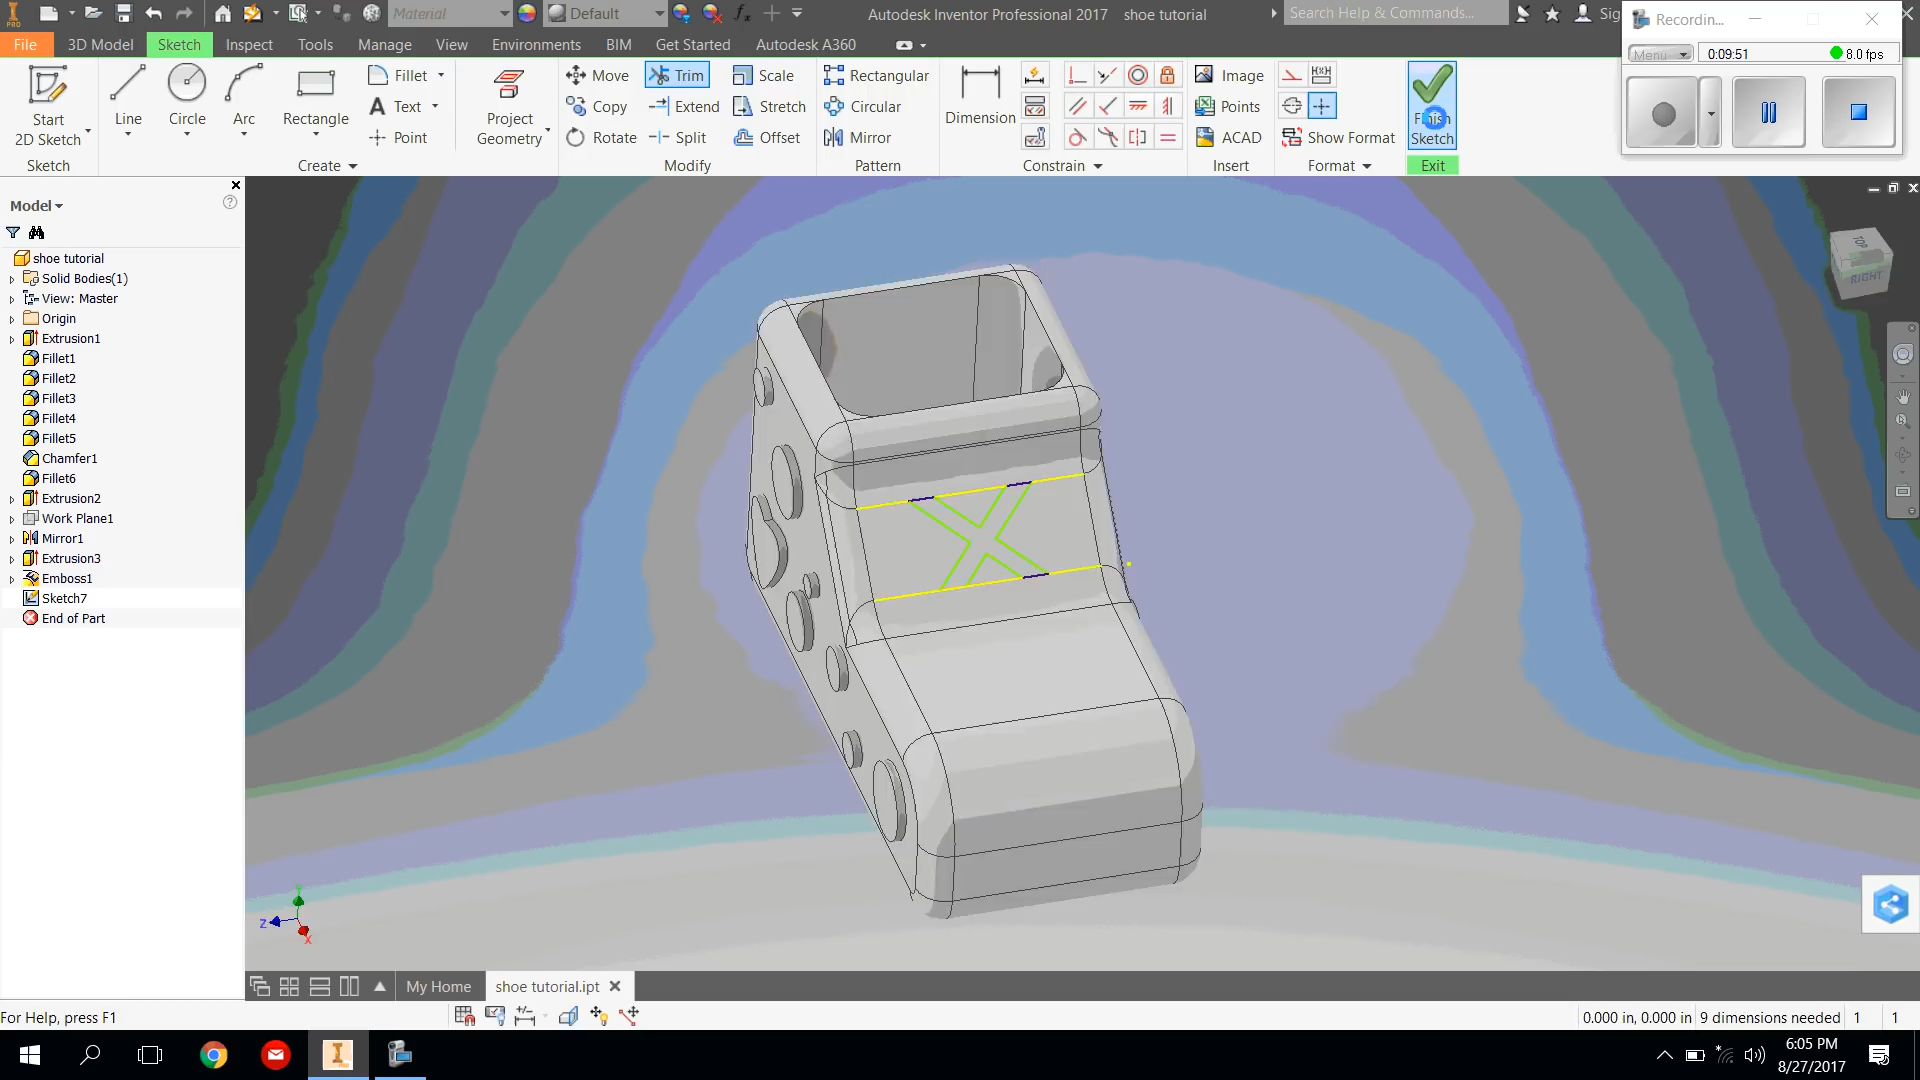 PRO
Material
Default
Autodesk Inventor Professional 2017 shoe tutorial
Search Help & Commands...
Recordin...
File
3D Model
Sketch
Inspect
Tools
Manage
View
Environments
BIM
Get Started
Autodesk A360
Menu
0:09:51
8.0 fps
Start
2D Sketch
Line
Circle
Arc
Rectangle
Fillet
Text
Point
Project
Geometry
Move
Copy
Rotate
Trim
Extend
Split
Scale
Stretch
Offset
Rectangular
Circular
Mirror
Dimension
Image
Points
ACAD
Show Format
Finish
Sketch
Sketch
Create
Modify
Pattern
Constrain
Insert
Format
Exit
Model
shoe tutorial
Solid Bodies(1)
View: Master
Origin
Extrusion1
Fillet1
Fillet2
Fillet3
Fillet4
Fillet5
Chamfer1
Fillet6
Extrusion2
Work Plane1
Mirror1
Extrusion3
Emboss1
Sketch7
End of Part
TOP
RIGHT
Y
Z
X
My Home
shoe tutorial.ipt
For Help, press F1
0.000 in, 0.000 in
9 dimensions needed
1
1
6:05 PM
8/27/2017